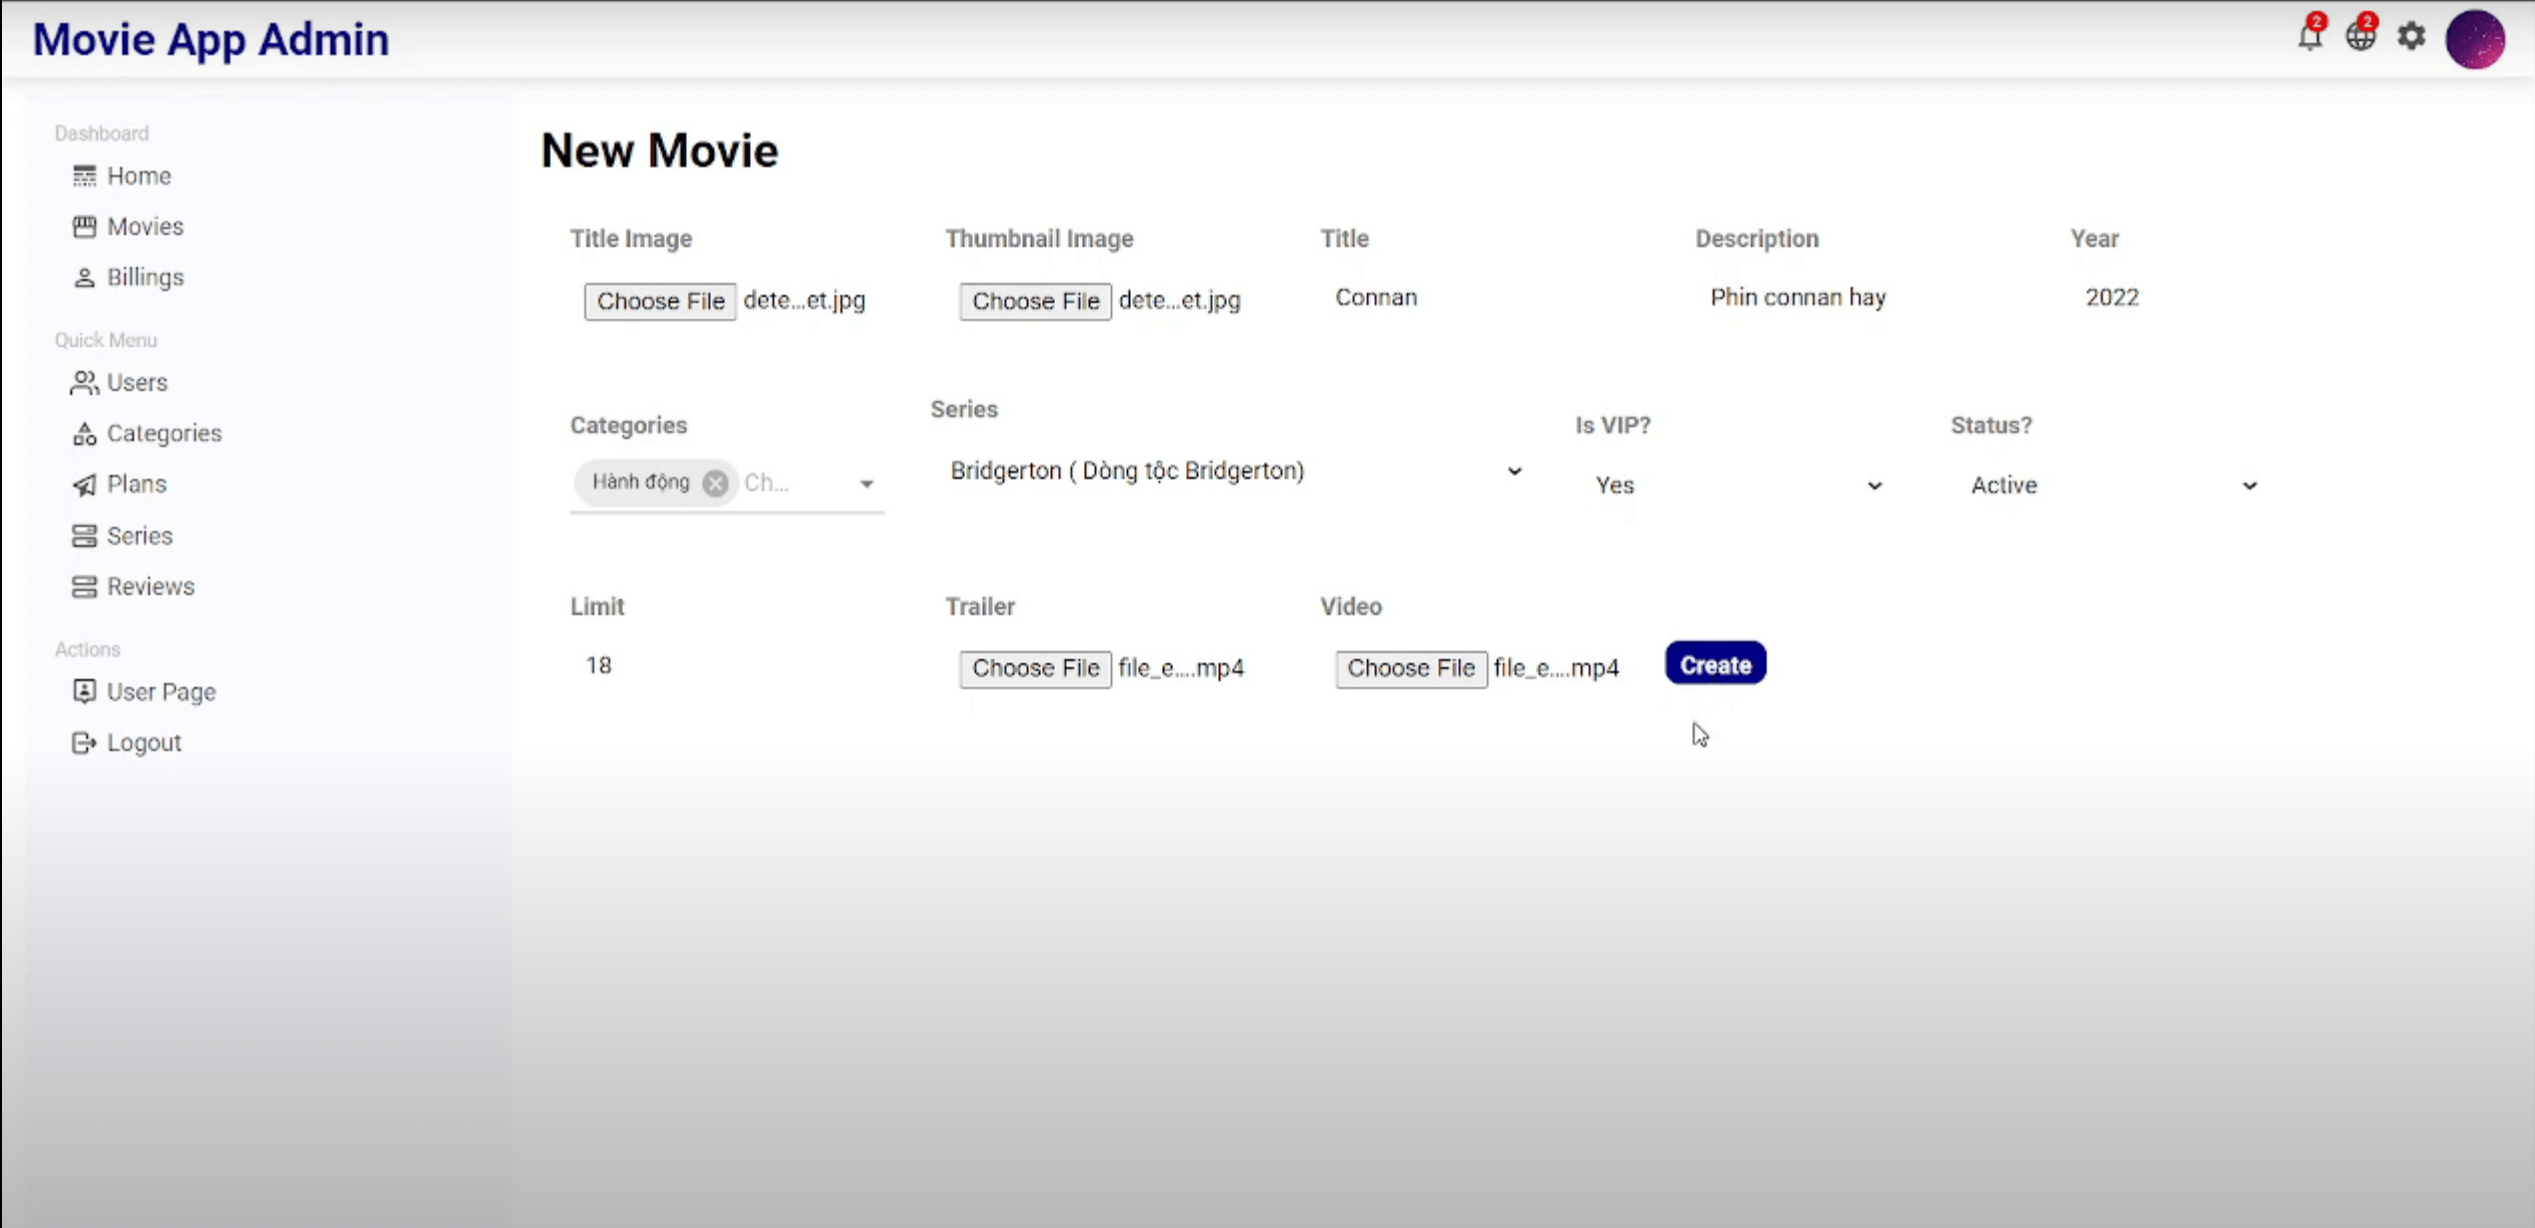 Movie App Admin
2
2
Dashboard
Home
Movies
Billings
Quick Menu
Users
Categories
Plans
Series
Reviews
Actions
User Page
Logout
New Movie
Title Image
Thumbnail Image
Title
Description
Year
Choose File dete...et.jpg
Choose File dete...et.jpg
Connan
Phin connan hay
2022
Categories
Series
Is VIP?
Status?
Hành động
Ch...
Bridgerton ( Dòng tộc Bridgerton)
Yes
Active
Limit
Trailer
Video
18
Choose File file_e....mp4
Choose File file_e....mp4
Create